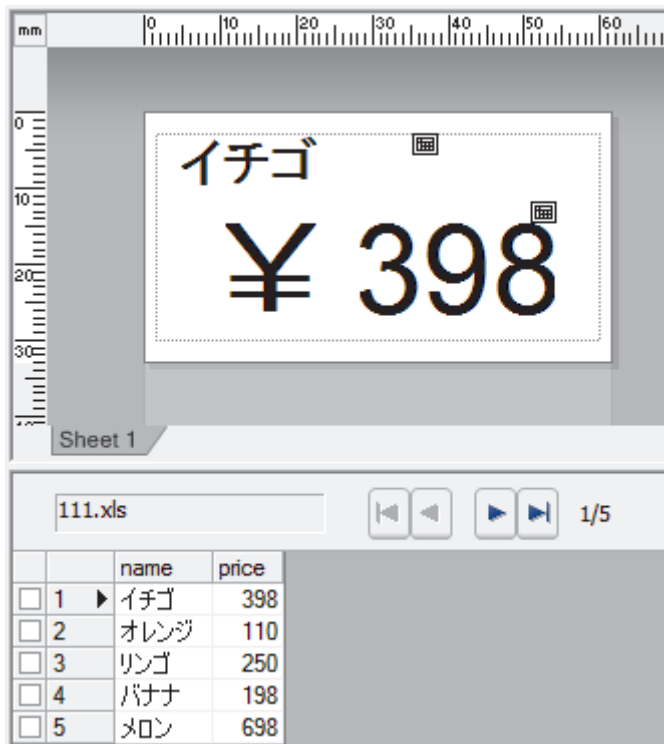 mm
0 10 20 30 40 50 60
0
10
20
30
イチゴ
¥ 398
Sheet 1
111.xls
1/5
name price
1 イチゴ 398
2 オレンジ 110
3 リンゴ 250
4 バナナ 198
5 メロン 698